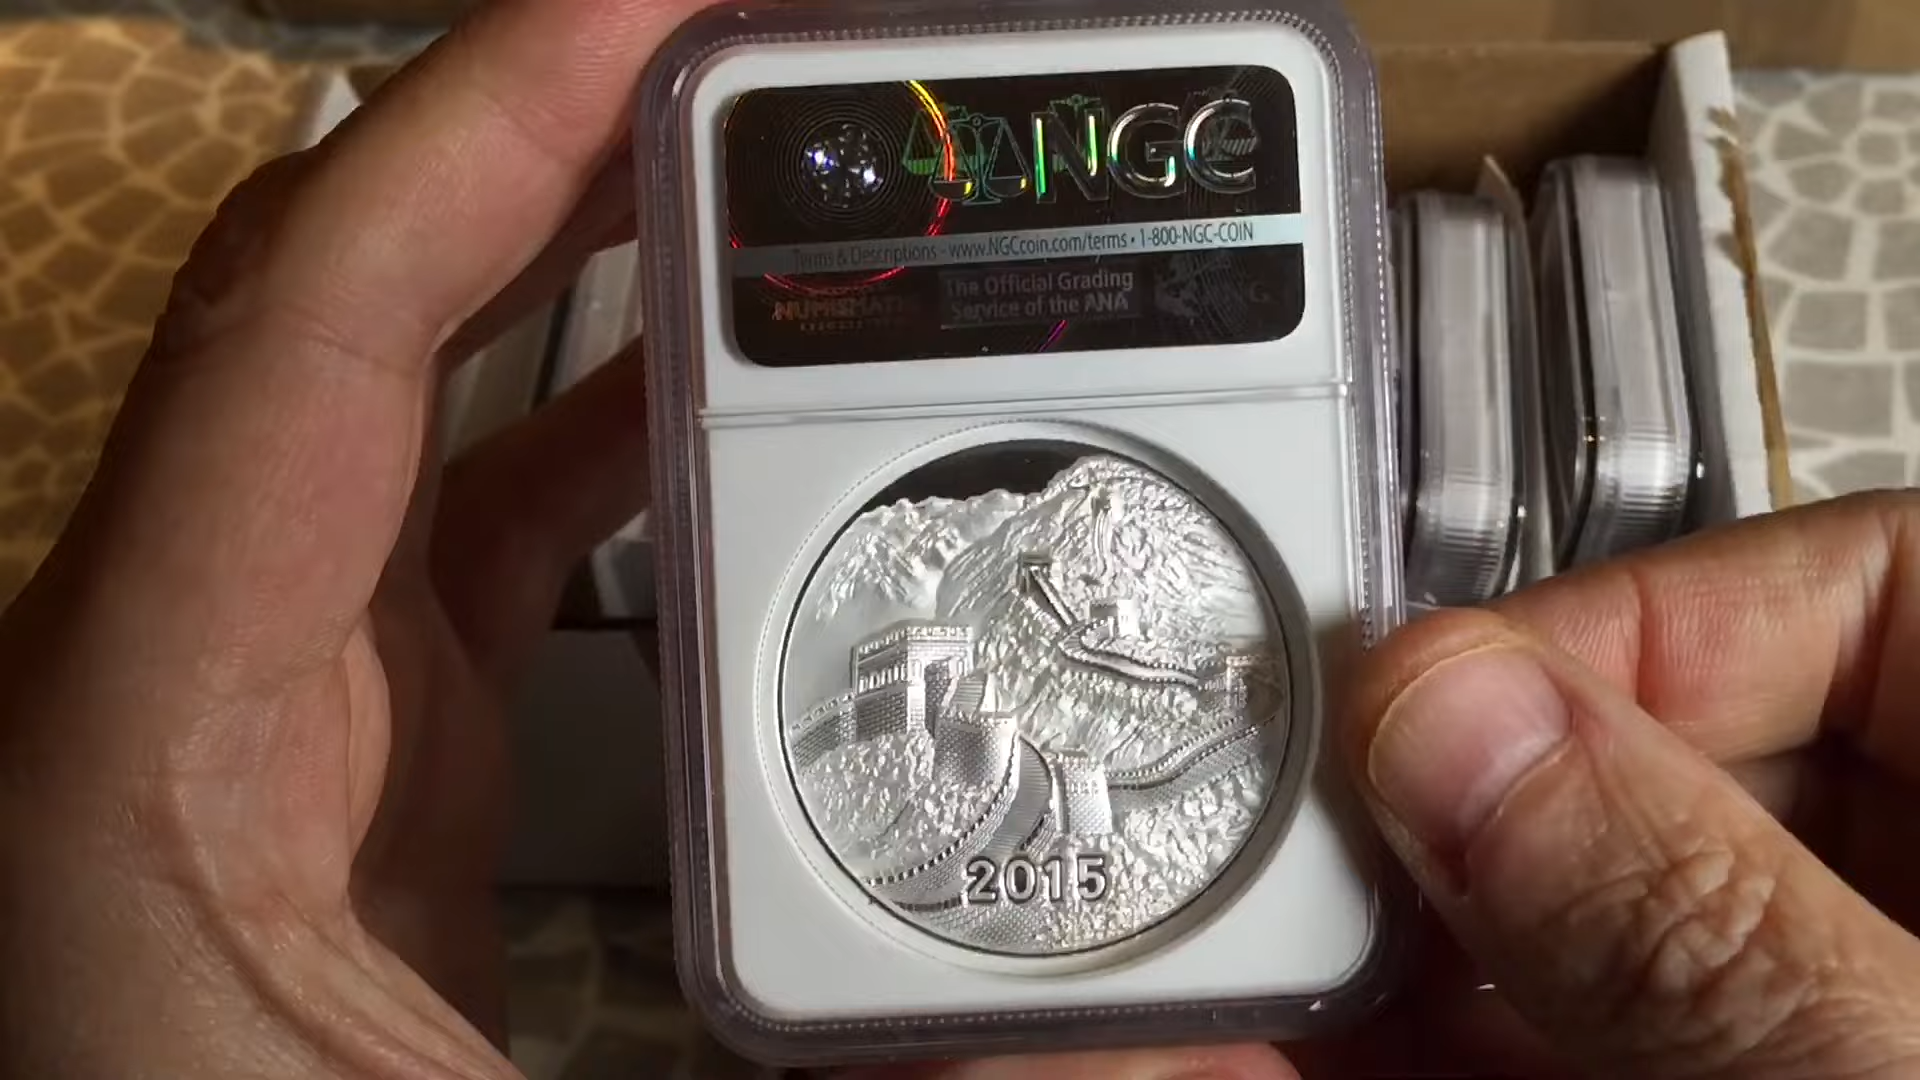 NGC
Terms & Descriptions - www.NGCcoin.com/terms • 1-800-NGC-COIN
The Official Grading
Service of the ANA
2015